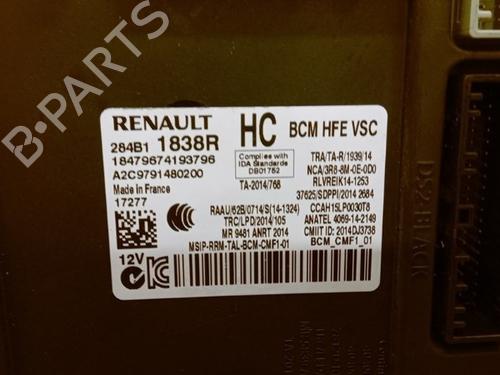 B-PARTS
RENAULT
HC BCM HFE VSC
284B1 1838R
18479674193796
A2C9791480200
Made in France
17277
Complies with
IDA Standards
DB01752
TA-2014/768
TRA/TA-R/1939/14
NCA/3R8-8M-0E-0D0
RLVREIK14-1253
37625/SDPPI/2014 2684
RAAU/62B/0714/S (14-1324)
CCAH15LP0030T8
TRC/LPD/2014/105
ANATEL 4069-14-2149
MR 9481 ANRT 2014
CMIIT ID: 2014DJ3738
MSIP-RRM-TAL-BCM-CMF1-01
BCM_CMF1_01
12V